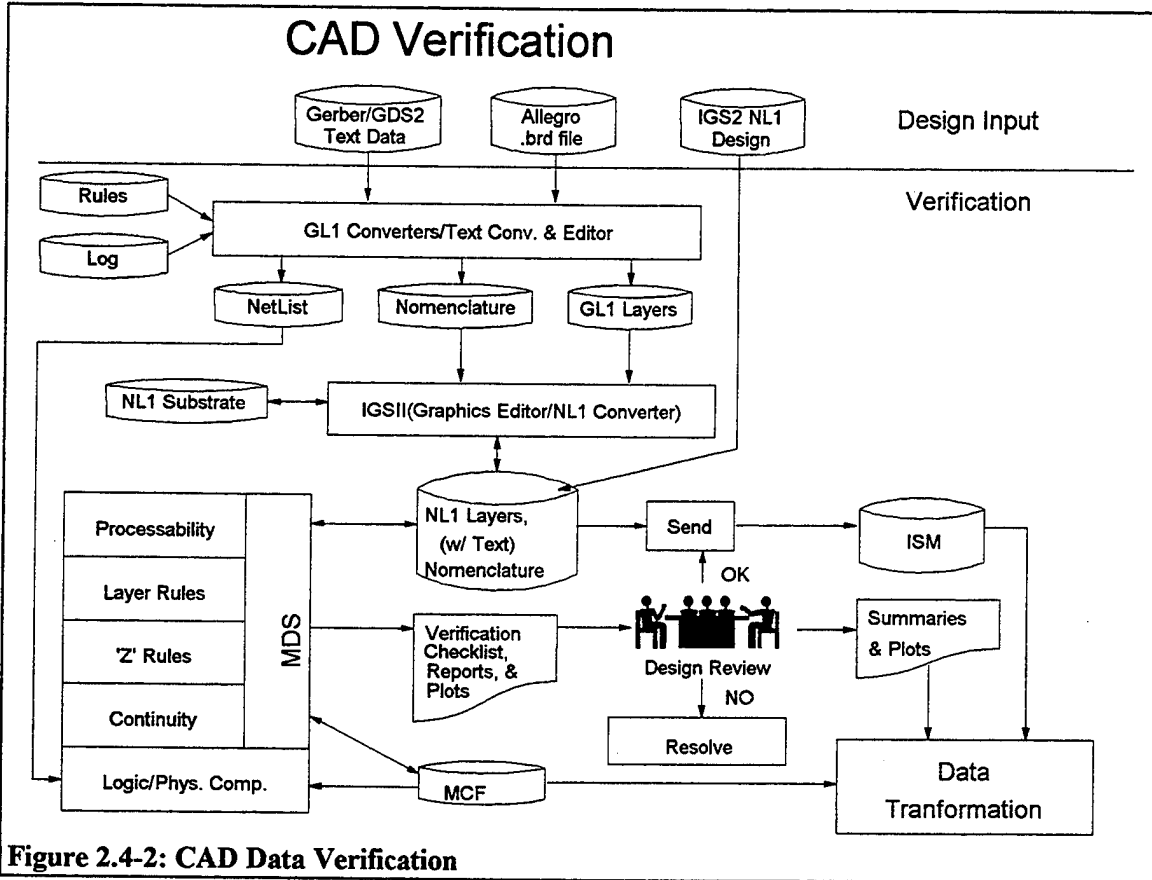 CAD Verification
Gerber/GDS2
Text Data
Allegro
.brd file
IGS2 NL1
Design
Design Input
Verification
Rules
Log
GL1 Converters/Text Conv. & Editor
NetList
Nomenclature
GL1 Layers
NL1 Substrate
IGSII(Graphics Editor/NL1 Converter)
Processability
Layer Rules
'Z' Rules
Continuity
MDS
Logic/Phys. Comp.
NL1 Layers,
(w/ Text)
Nomenclature
Send
ISM
OK
Verification
Checklist,
Reports, &
Plots
Design Review
NO
Resolve
Summaries
& Plots
MCF
Data
Tranformation
Figure 2.4-2: CAD Data Verification